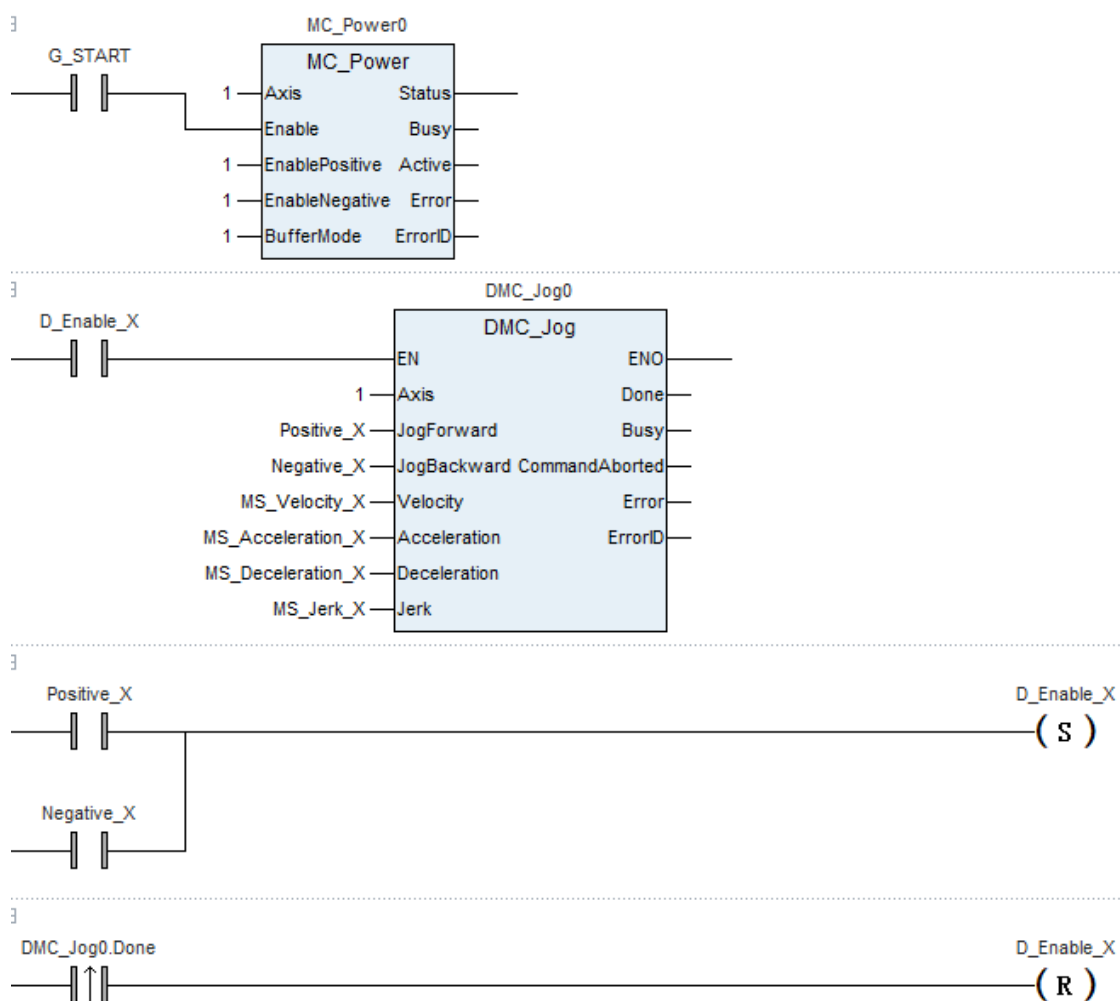 MC_Power0
G_START
MC_Power
1 Axis Status
Enable Busy
1 EnablePositive Active
1 EnableNegative Error
1 BufferMode ErrorID
DMC_Jog0
D_Enable_X
DMC_Jog
EN ENO
1 Axis Done
Positive_X JogForward Busy
Negative_X JogBackward CommandAborted
MS_Velocity_X Velocity Error
MS_Acceleration_X Acceleration ErrorID
MS_Deceleration_X Deceleration
MS_Jerk_X Jerk
Positive_X D_Enable_X
( S )
Negative_X
DMC_Jog0.Done D_Enable_X
( R )